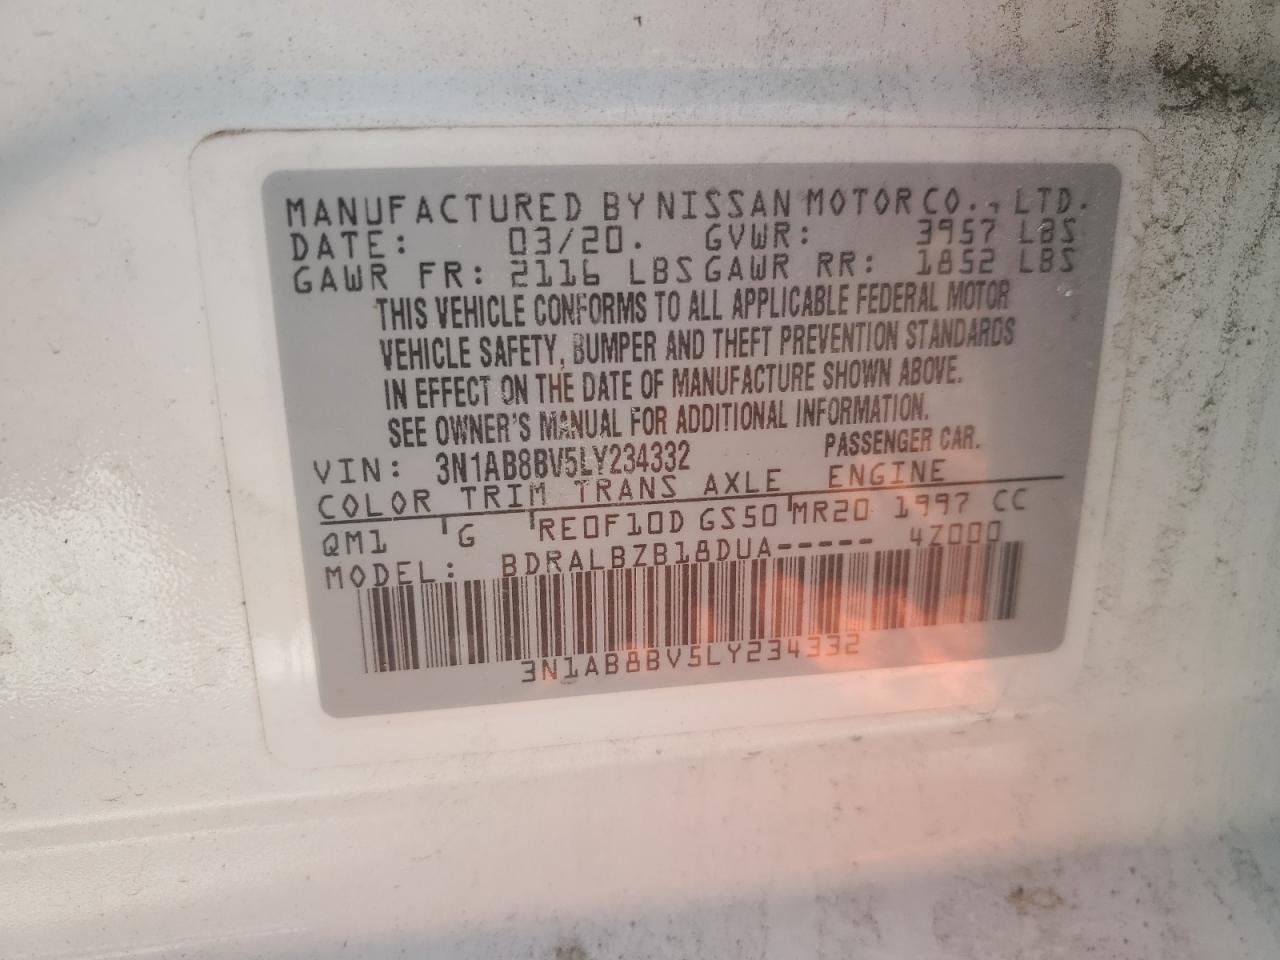 MANUFACTURED BY NISSAN MOTOR CO., LTD.
DATE: 03/20. GVWR: 3957 LBS
GAWR FR: 2116 LBS GAWR RR: 1852 LBS
THIS VEHICLE CONFORMS TO ALL APPLICABLE FEDERAL MOTOR
VEHICLE SAFETY, BUMPER AND THEFT PREVENTION STANDARDS
IN EFFECT ON THE DATE OF MANUFACTURE SHOWN ABOVE.
SEE OWNER'S MANUAL FOR ADDITIONAL INFORMATION.
VIN: 3N1AB8BV5LY234332 PASSENGER CAR.
COLOR TRIM TRANS AXLE ENGINE
QM1 G RE0F10D GS50 MR20 1997 CC
MODEL: BDRALBZB18DUA----- 4Z000
3N1AB8BV5LY234332